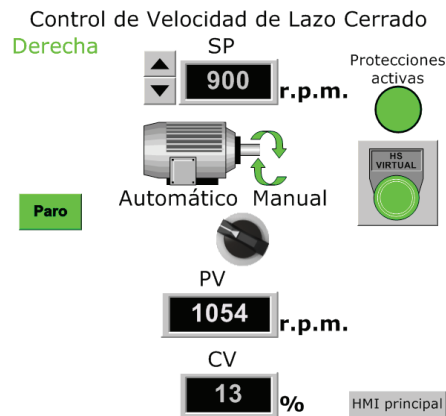 Control de Velocidad de Lazo Cerrado
Derecha
SP
900
r.p.m.
Protecciones
activas
HS
VIRTUAL
Automático Manual
Paro
PV
1054
r.p.m.
CV
13
%
HMI principal